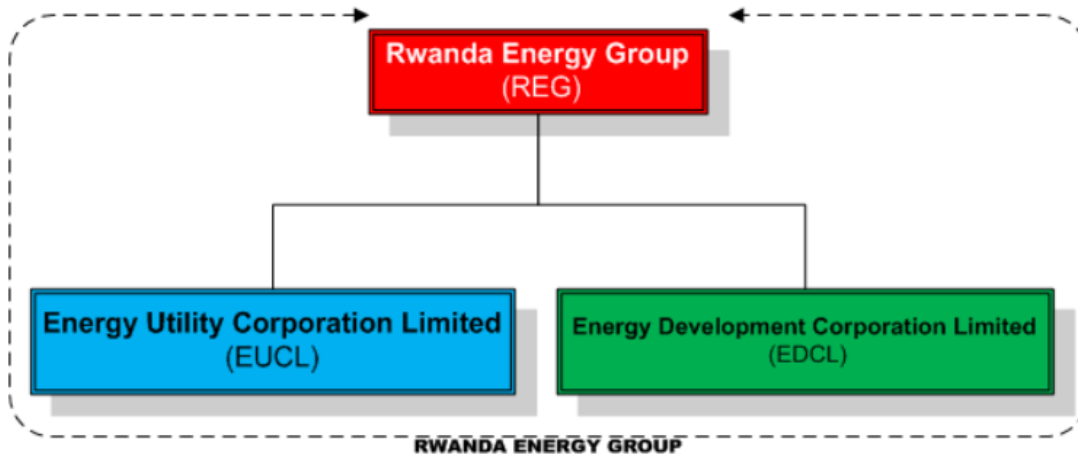 Rwanda Energy Group
(REG)
Energy Utility Corporation Limited
(EUCL)
Energy Development Corporation Limited
(EDCL)
RWANDA ENERGY GROUP